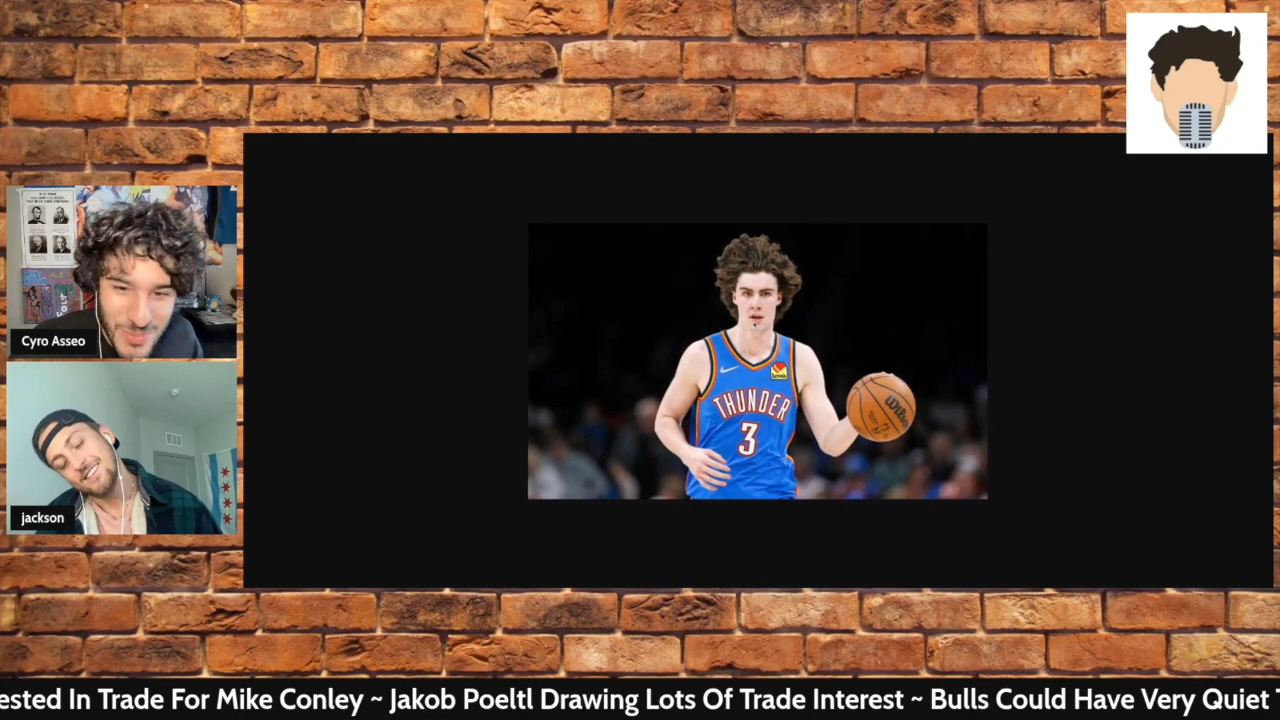 Cyro Asseo
jackson
THUNDER
3
Wilson
ested In Trade For Mike Conley ~ Jakob Poeltl Drawing Lots Of Trade Interest ~ Bulls Could Have Very Quiet